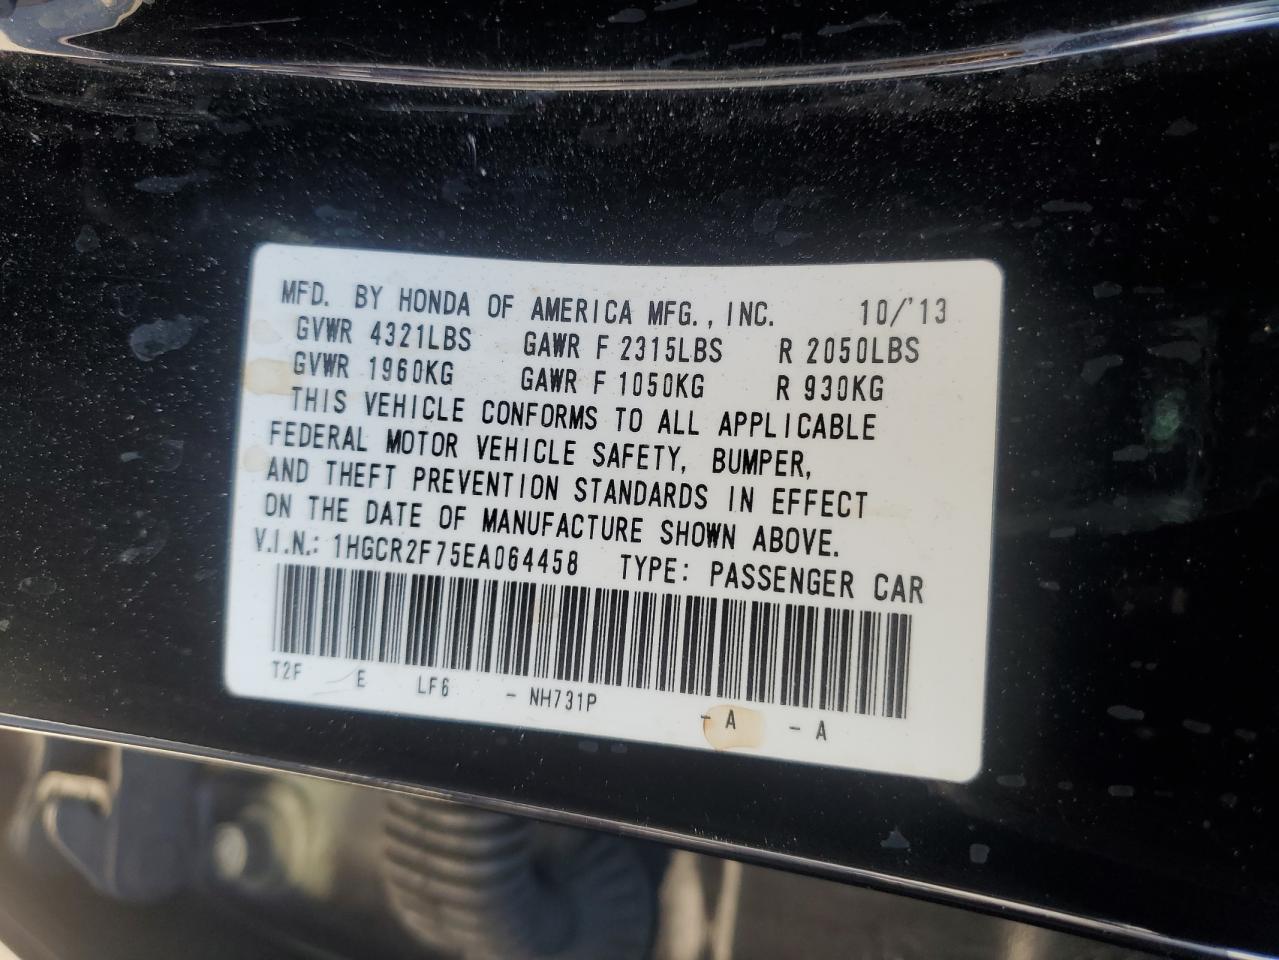 MFD. BY HONDA OF AMERICA MFG., INC. 10/'13
GVWR 4321LBS GAWR F 2315LBS R 2050LBS
GVWR 1960KG GAWR F 1050KG R 930KG
THIS VEHICLE CONFORMS TO ALL APPLICABLE
FEDERAL MOTOR VEHICLE SAFETY, BUMPER,
AND THEFT PREVENTION STANDARDS IN EFFECT
ON THE DATE OF MANUFACTURE SHOWN ABOVE.
V.I.N.: 1HGCR2F75EA064458 TYPE: PASSENGER CAR
T2F E LF6 - NH731P - A - A